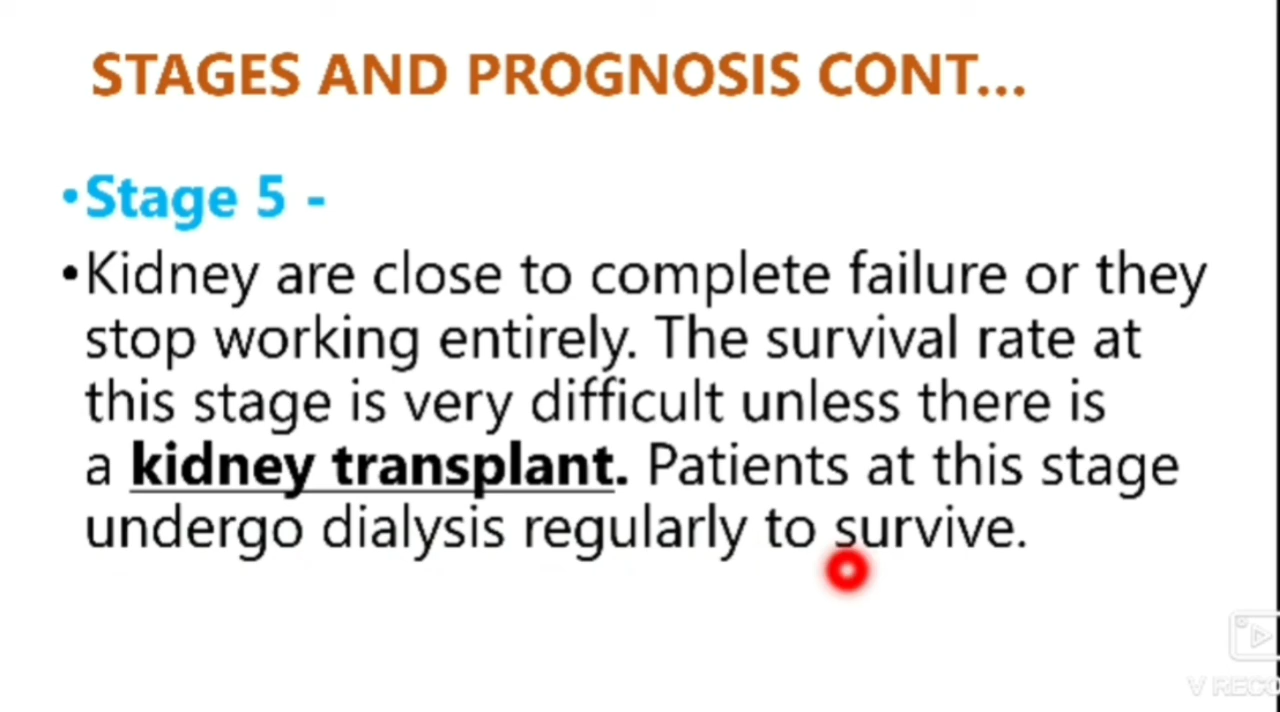 STAGES AND PROGNOSIS CONT...
•Stage 5 -
•Kidney are close to complete failure or they
stop working entirely. The survival rate at
this stage is very difficult unless there is
a kidney transplant. Patients at this stage
undergo dialysis regularly to survive.